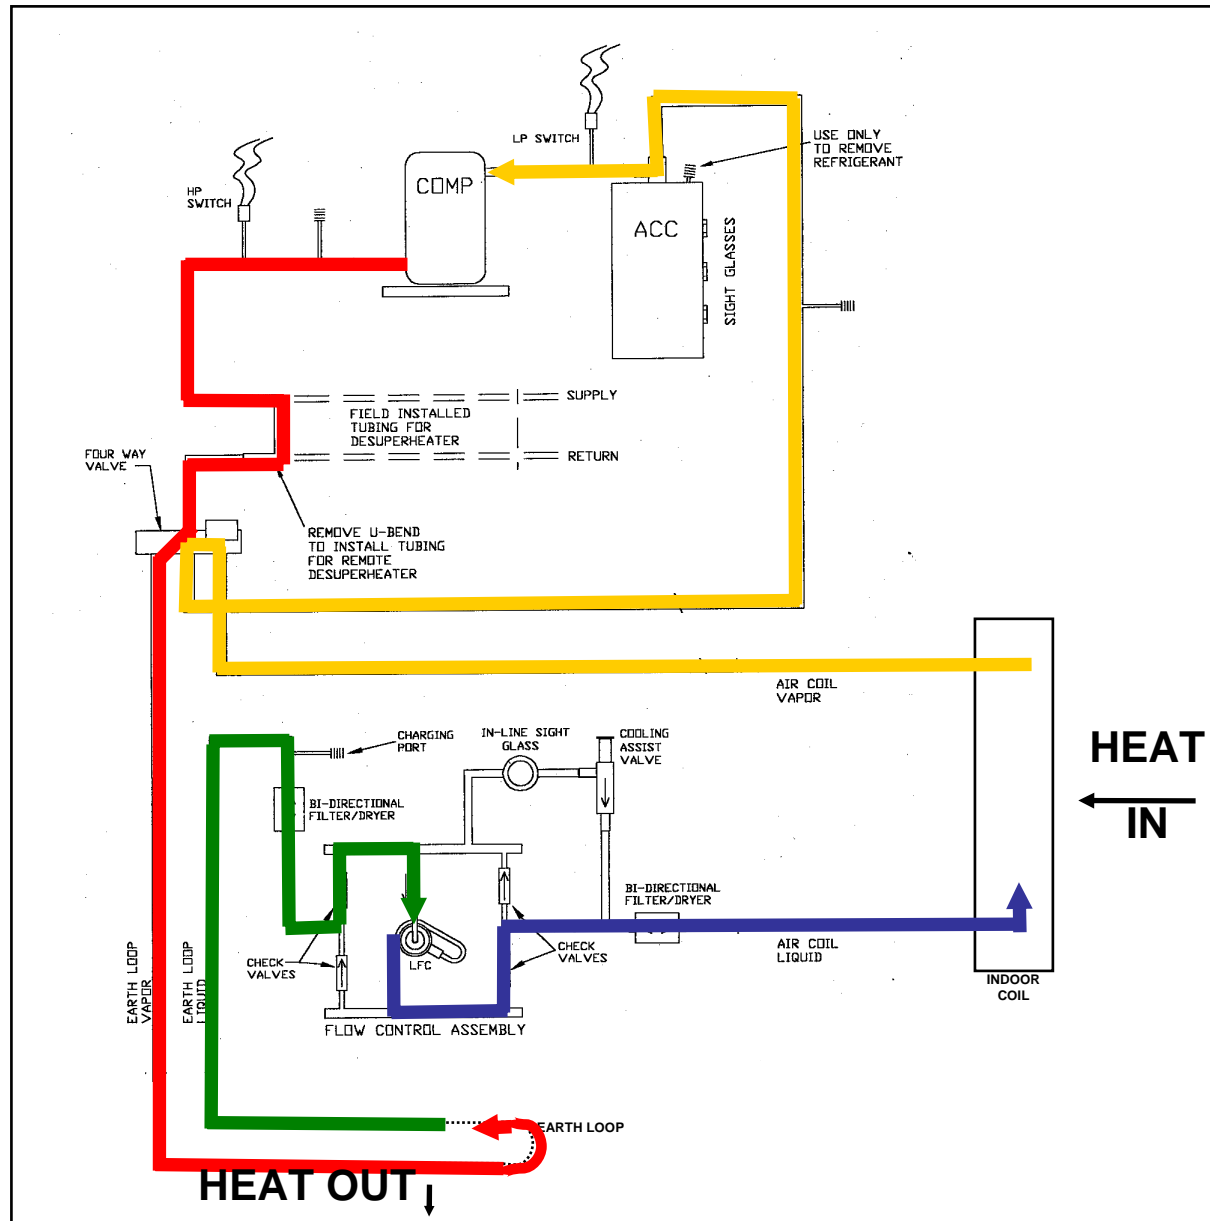 LP SWITCH
USE ONLY
TO REMOVE
REFRIGERANT
HP
SWITCH
COMP
ACC
SIGHT GLASSES
SUPPLY
FIELD INSTALLED
TUBING FOR
DESUPERHEATER
RETURN
FOUR WAY
VALVE
REMOVE U-BEND
TO INSTALL TUBING
FOR REMOTE
DESUPERHEATER
AIR COIL
VAPOR
CHARGING
PORT
IN-LINE SIGHT
GLASS
COOLING
ASSIST
VALVE
HEAT
IN
BI-DIRECTIONAL
FILTER/DRYER
BI-DIRECTIONAL
FILTER/DRYER
CHECK
VALVES
LFC
CHECK
VALVES
AIR COIL
LIQUID
INDOOR
COIL
EARTH LOOP
VAPOR
EARTH LOOP
LIQUID
FLOW CONTROL ASSEMBLY
EARTH LOOP
HEAT OUT